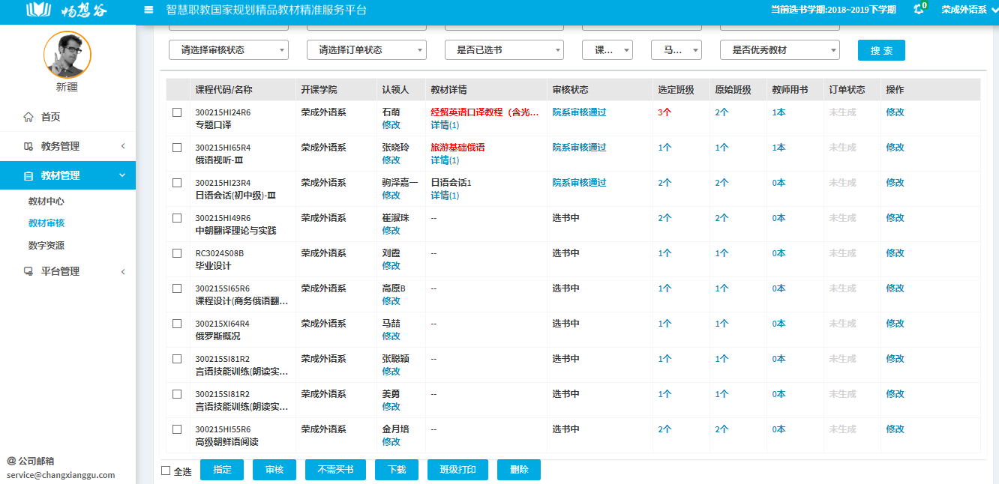 畅想谷
智慧职教国家规划精品教材精准服务平台
当前选书学期:2018~2019下学期
0
荣成外语系
新疆
首页
教务管理
教材管理
教材中心
教材审核
数字资源
平台管理
@ 公司邮箱
service@changxianggu.com
请选择审核状态
请选择订单状态
是否已选书
课...
马...
是否优秀教材
搜 索
课程代码/名称 开课学院 认领人 教材详情 审核状态 选定班级 原始班级 教师用书 订单状态 操作
300215HI24R6 荣成外语系 石萌 经贸英语口译教程（含光... 院系审核通过 3个 2个 1本 未生成 修改
专题口译 修改 详情(1)
300215HI65R4 荣成外语系 张晓玲 旅游基础俄语 院系审核通过 1个 1个 1本 未生成 修改
俄语视听-Ⅲ 修改 详情(1)
300215HI23R4 荣成外语系 驹泽嘉一 日语会话1 院系审核通过 2个 2个 0本 未生成 修改
日语会话(初中级)-Ⅲ 修改 详情(1)
300215HI49R6 荣成外语系 崔淑珠 -- 选书中 2个 2个 0本 未生成 修改
中朝翻译理论与实践 修改
RC3024S08B 荣成外语系 刘霞 -- 选书中 1个 1个 0本 未生成 修改
毕业设计 修改
300215SI65R6 荣成外语系 高原B -- 选书中 1个 1个 0本 未生成 修改
课程设计(商务俄语翻... 修改
300215XI64R4 荣成外语系 马喆 -- 选书中 1个 1个 0本 未生成 修改
俄罗斯概况 修改
300215SI81R2 荣成外语系 张聪颖 -- 选书中 1个 1个 0本 未生成 修改
言语技能训练(朗读实... 修改
300215SI81R2 荣成外语系 姜勇 -- 选书中 1个 1个 0本 未生成 修改
言语技能训练(朗读实... 修改
300215HI55R6 荣成外语系 金月培 -- 选书中 2个 2个 0本 未生成 修改
高级朝鲜语阅读 修改
全选 指定 审核 不需买书 下载 班级打印 删除